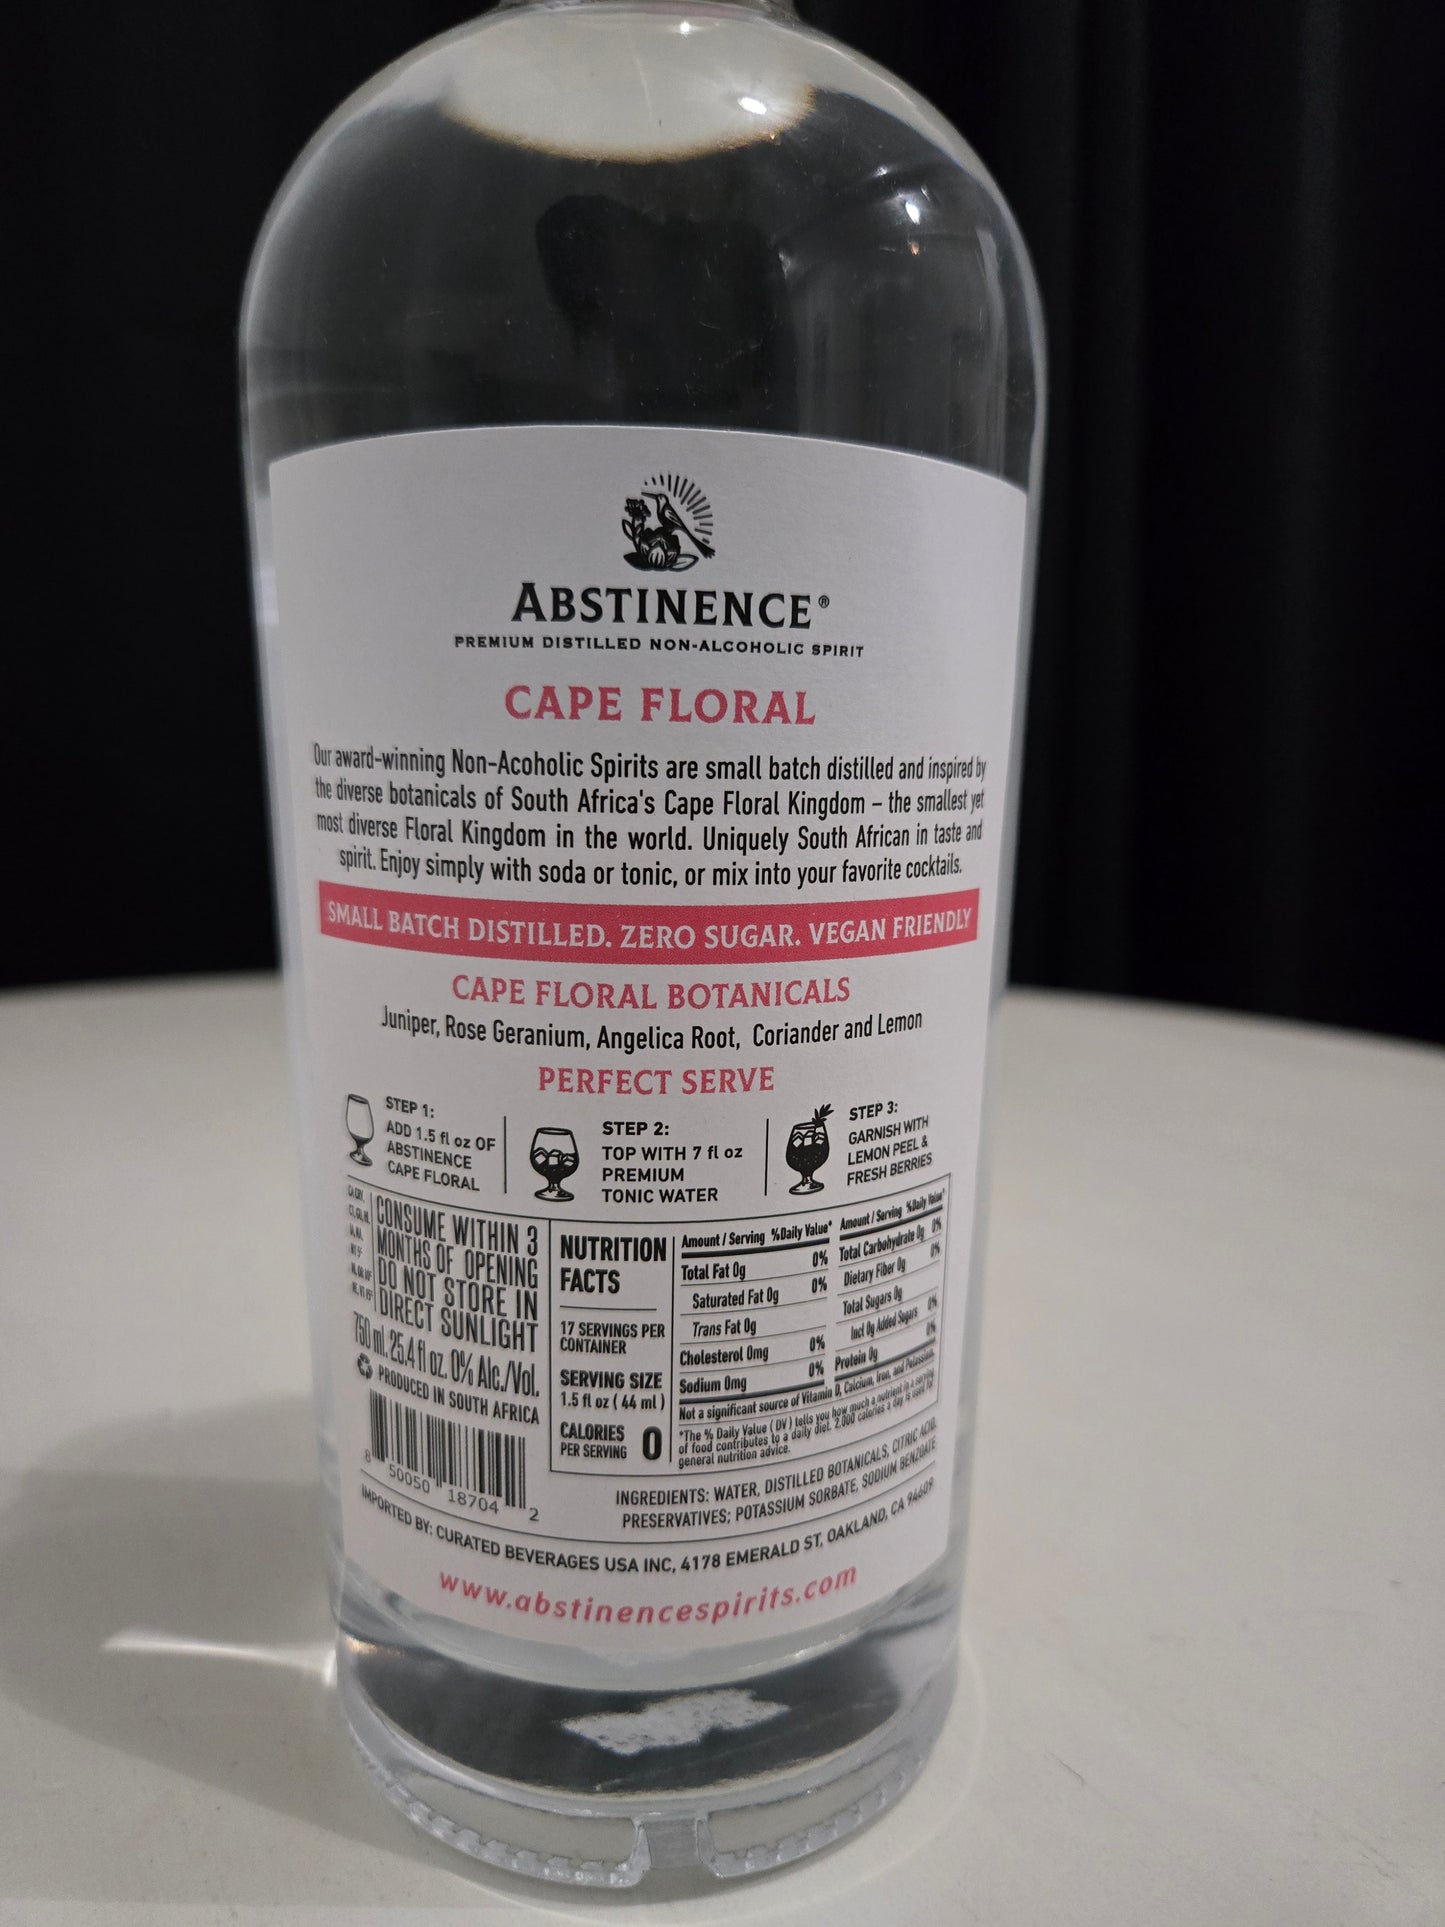 ABSTINENCE®
PREMIUM DISTILLED NON-ALCOHOLIC SPIRIT
CAPE FLORAL
Our award-winning Non-Acoholic Spirits are small batch distilled and inspired by
the diverse botanicals of South Africa's Cape Floral Kingdom – the smallest yet
most diverse Floral Kingdom in the world. Uniquely South African in taste and
spirit. Enjoy simply with soda or tonic, or mix into your favorite cocktails.
SMALL BATCH DISTILLED. ZERO SUGAR. VEGAN FRIENDLY
CAPE FLORAL BOTANICALS
Juniper, Rose Geranium, Angelica Root, Coriander and Lemon
PERFECT SERVE
STEP 1:
ADD 1.5 fl oz OF
ABSTINENCE
CAPE FLORAL
STEP 2:
TOP WITH 7 fl oz
PREMIUM
TONIC WATER
STEP 3:
GARNISH WITH
LEMON PEEL &
FRESH BERRIES
CONSUME WITHIN 3
MONTHS OF OPENING
DO NOT STORE IN
DIRECT SUNLIGHT
750 ml. 25.4 fl oz. 0% Alc./Vol.
PRODUCED IN SOUTH AFRICA
8 50050 18704 2
NUTRITION
FACTS
17 SERVINGS PER
CONTAINER
SERVING SIZE
1.5 fl oz ( 44 ml )
CALORIES
PER SERVING 0
Amount / Serving %Daily Value*
Total Fat 0g 0%
Saturated Fat 0g 0%
Trans Fat 0g
Cholesterol 0mg 0%
Sodium 0mg 0%
Amount / Serving %Daily Value*
Total Carbohydrate 0g 0%
Dietary Fiber 0g 0%
Total Sugars 0g
Incl 0g Added Sugars 0%
Protein 0g 0%
Not a significant source of Vitamin D, Calcium, Iron, and Potassium.
*The % Daily Value ( DV ) tells you how much a nutrient in a serving
of food contributes to a daily diet. 2,000 calories a day is used for
general nutrition advice.
INGREDIENTS: WATER, DISTILLED BOTANICALS, CITRIC ACID.
PRESERVATIVES; POTASSIUM SORBATE, SODIUM BENZOATE
IMPORTED BY: CURATED BEVERAGES USA INC, 4178 EMERALD ST, OAKLAND, CA 94609
www.abstinencespirits.com